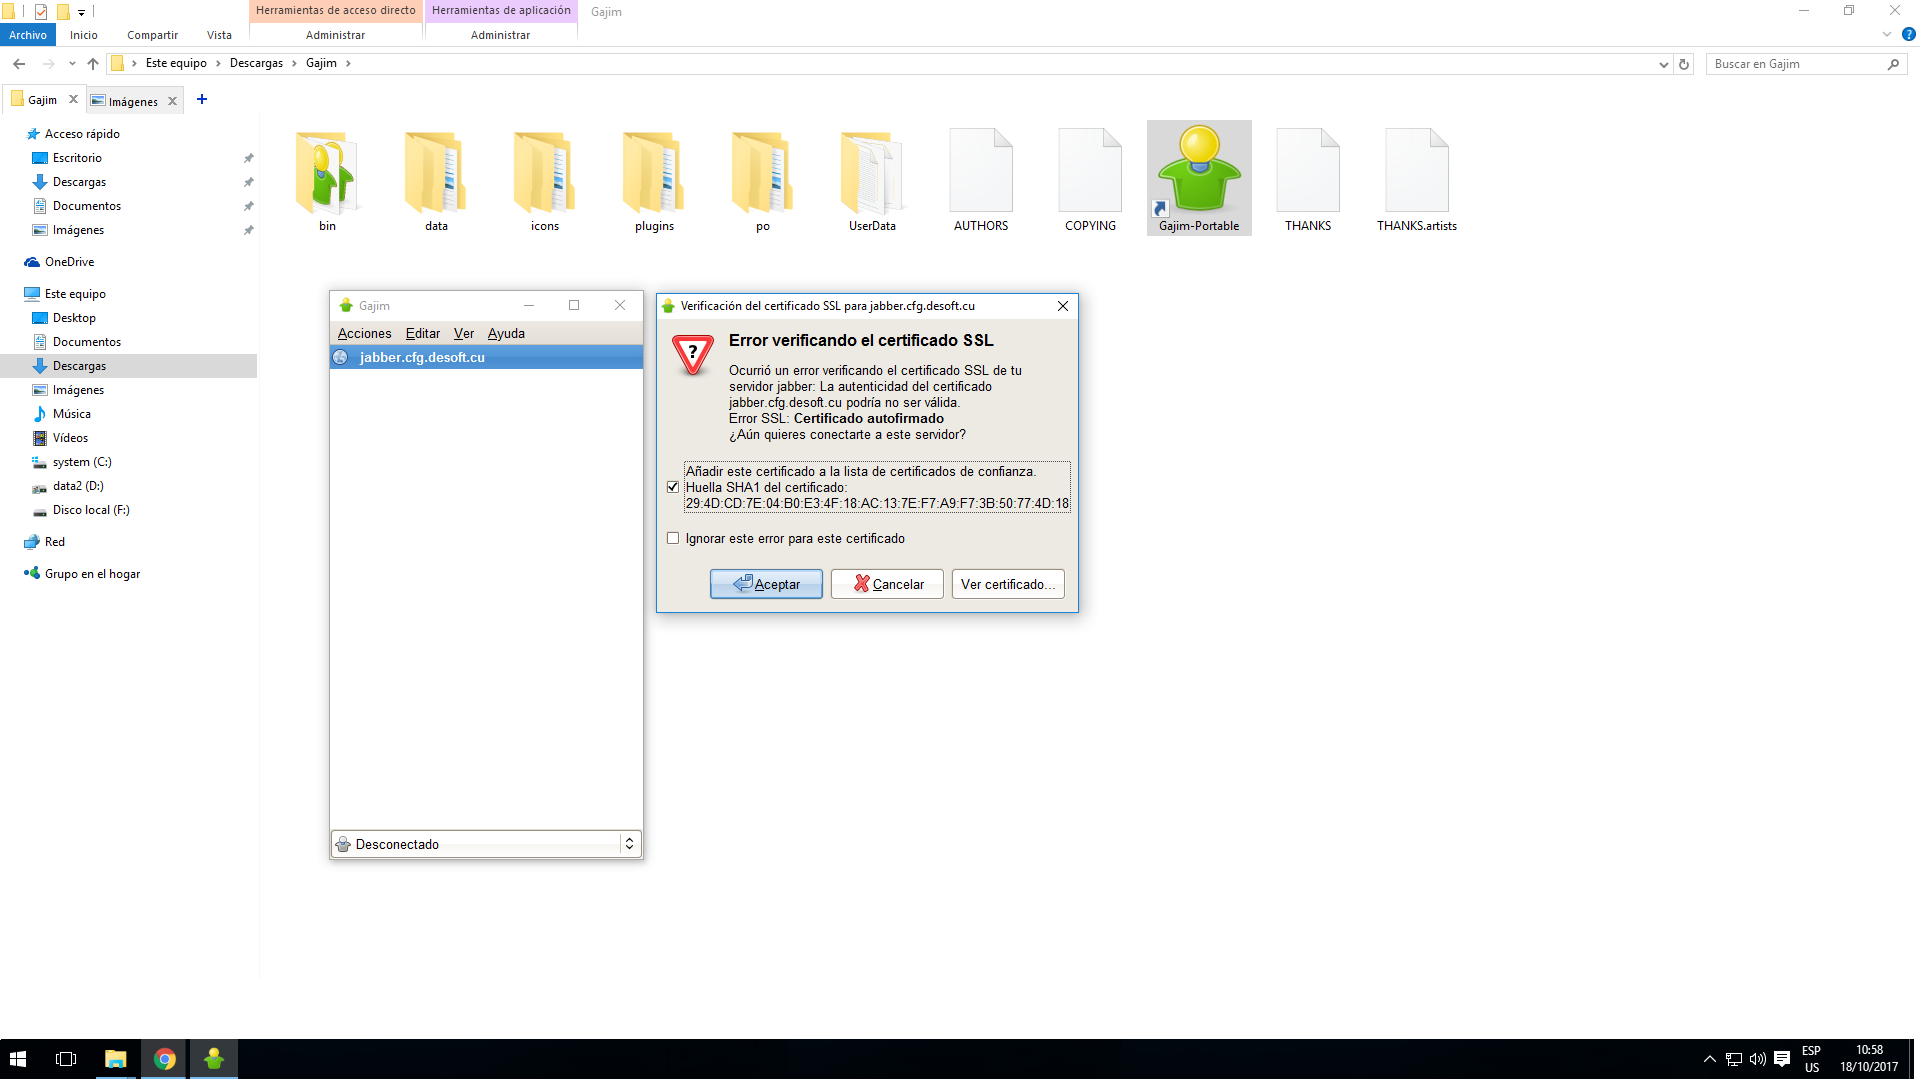 Herramientas de acceso directo
Herramientas de aplicación
Gajim
Archivo
Inicio
Compartir
Vista
Administrar
Administrar
Este equipo
Descargas
Gajim
Buscar en Gajim
Gajim
Imágenes
Acceso rápido
Escritorio
Descargas
Documentos
Imágenes
OneDrive
Este equipo
Desktop
Documentos
Descargas
Imágenes
Música
Vídeos
system (C:)
data2 (D:)
Disco local (F:)
Red
Grupo en el hogar
bin
data
icons
plugins
po
UserData
AUTHORS
COPYING
Gajim-Portable
THANKS
THANKS.artists
Gajim
Acciones
Editar
Ver
Ayuda
jabber.cfg.desoft.cu
Desconectado
Verificación del certificado SSL para jabber.cfg.desoft.cu
?
Error verificando el certificado SSL
Ocurrió un error verificando el certificado SSL de tu
servidor jabber: La autenticidad del certificado
jabber.cfg.desoft.cu podría no ser válida.
Error SSL: Certificado autofirmado
¿Aún quieres conectarte a este servidor?
Añadir este certificado a la lista de certificados de confianza.
Huella SHA1 del certificado:
29:4D:CD:7E:04:B0:E3:4F:18:AC:13:7E:F7:A9:F7:3B:50:77:4D:18
Ignorar este error para este certificado
Aceptar
Cancelar
Ver certificado...
ESP
US
10:58
18/10/2017